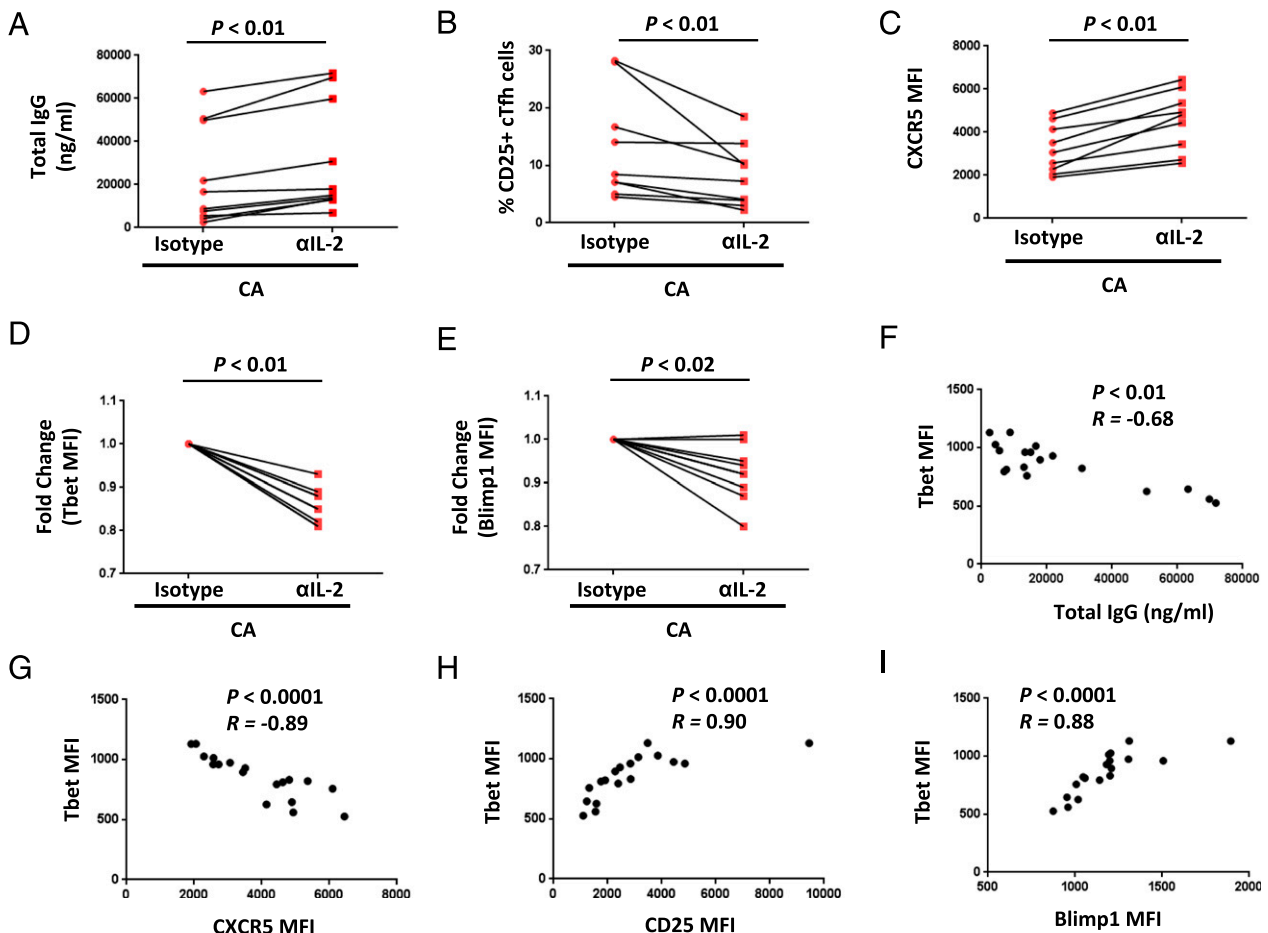 A
P < 0.01
Total IgG
(ng/ml)
80000
60000
40000
20000
0
Isotype
αIL-2
CA
B
P < 0.01
% CD25+ cTfh cells
30
20
10
0
Isotype
αIL-2
CA
C
P < 0.01
CXCR5 MFI
8000
6000
4000
2000
0
Isotype
αIL-2
CA
D
P < 0.01
Fold Change
(Tbet MFI)
1.1
1.0
0.9
0.8
0.7
Isotype
αIL-2
CA
E
P < 0.02
Fold Change
(Blimp1 MFI)
1.1
1.0
0.9
0.8
0.7
Isotype
αIL-2
CA
F
P < 0.01
R = -0.68
Tbet MFI
1500
1000
500
0
0 20000 40000 60000 80000
Total IgG (ng/ml)
G
P < 0.0001
R = -0.89
Tbet MFI
1500
1000
500
0
0 2000 4000 6000 8000
CXCR5 MFI
H
P < 0.0001
R = 0.90
Tbet MFI
1500
1000
500
0
0 2000 4000 6000 8000 10000
CD25 MFI
I
P < 0.0001
R = 0.88
Tbet MFI
1500
1000
500
0
500 1000 1500 2000
Blimp1 MFI